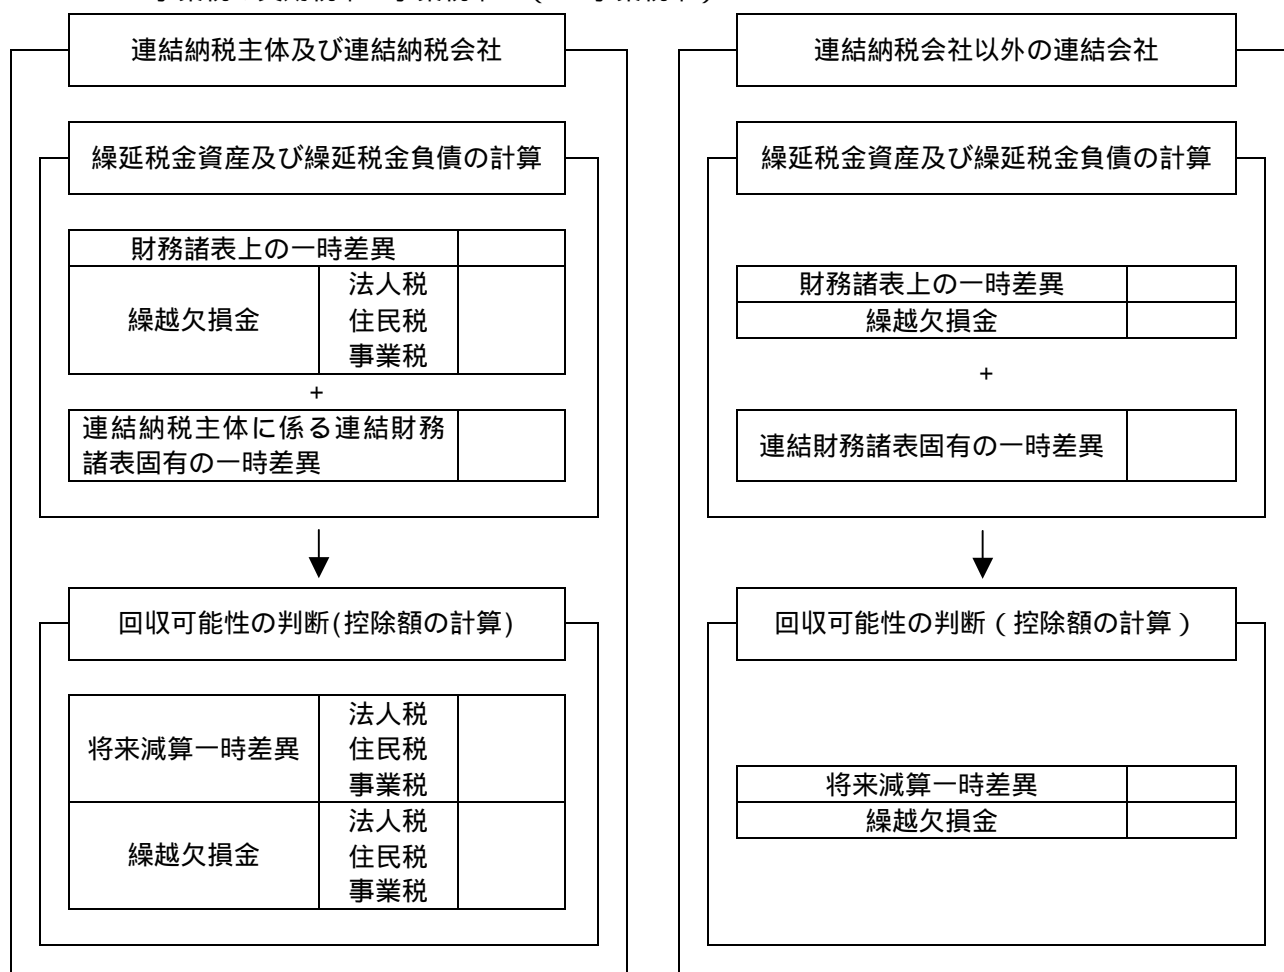 連結納税主体及び連結納税会社
繰延税金資産及び繰延税金負債の計算
財務諸表上の一時差異
繰越欠損金
法人税
住民税
事業税
+
連結納税主体に係る連結財務
諸表固有の一時差異
回収可能性の判断(控除額の計算)
将来減算一時差異
法人税
住民税
事業税
繰越欠損金
法人税
住民税
事業税
連結納税会社以外の連結会社
繰延税金資産及び繰延税金負債の計算
財務諸表上の一時差異
繰越欠損金
+
連結財務諸表固有の一時差異
回収可能性の判断(控除額の計算)
将来減算一時差異
繰越欠損金